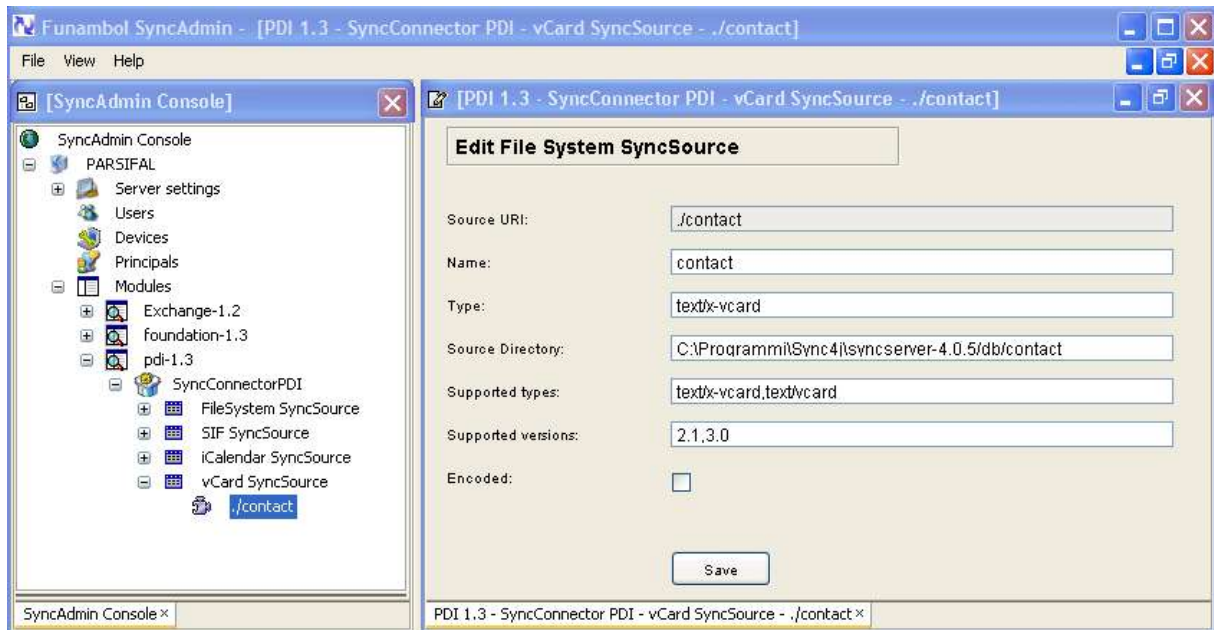 Funambol SyncAdmin - [PDI 1.3 - SyncConnector PDI - vCard SyncSource - ./contact]
File View Help
[SyncAdmin Console]
SyncAdmin Console
PARSIFAL
Server settings
Users
Devices
Principals
Modules
Exchange-1.2
foundation-1.3
pdi-1.3
SyncConnectorPDI
FileSystem SyncSource
SIF SyncSource
iCalendar SyncSource
vCard SyncSource
./contact
SyncAdmin Console ×
[PDI 1.3 - SyncConnector PDI - vCard SyncSource - ./contact]
Edit File System SyncSource
Source URI: ./contact
Name: contact
Type: text/x-vcard
Source Directory: C:\Programmi\Sync4j\syncserver-4.0.5/db/contact
Supported types: text/x-vcard,text/vcard
Supported versions: 2.1,3.0
Encoded:
Save
PDI 1.3 - SyncConnector PDI - vCard SyncSource - ./contact ×